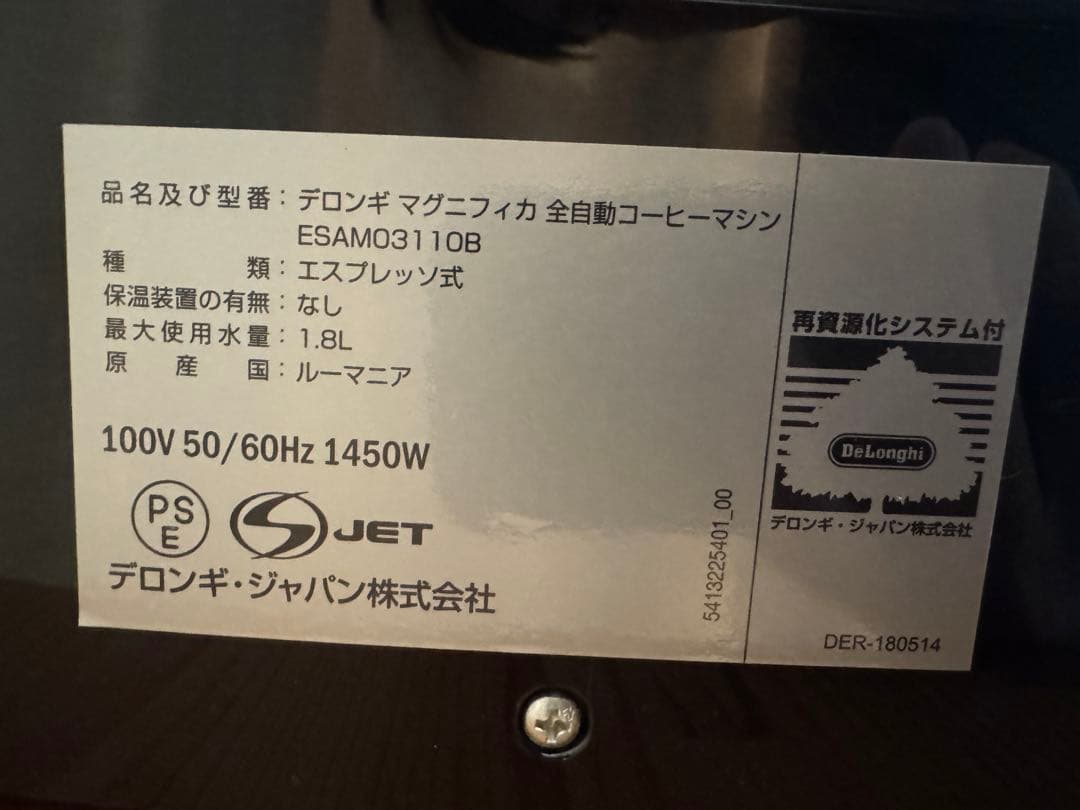 品名及び型番：デロンギ マグニフィカ 全自動コーヒーマシン
ESAM03110B
種類：エスプレッソ式
保温装置の有無：なし
最大使用水量：1.8L
原産国：ルーマニア
100V 50/60Hz 1450W
PSE
S JET
デロンギ・ジャパン株式会社
5413225401_00
再資源化システム付
DeLonghi
デロンギ・ジャパン株式会社
DER-180514